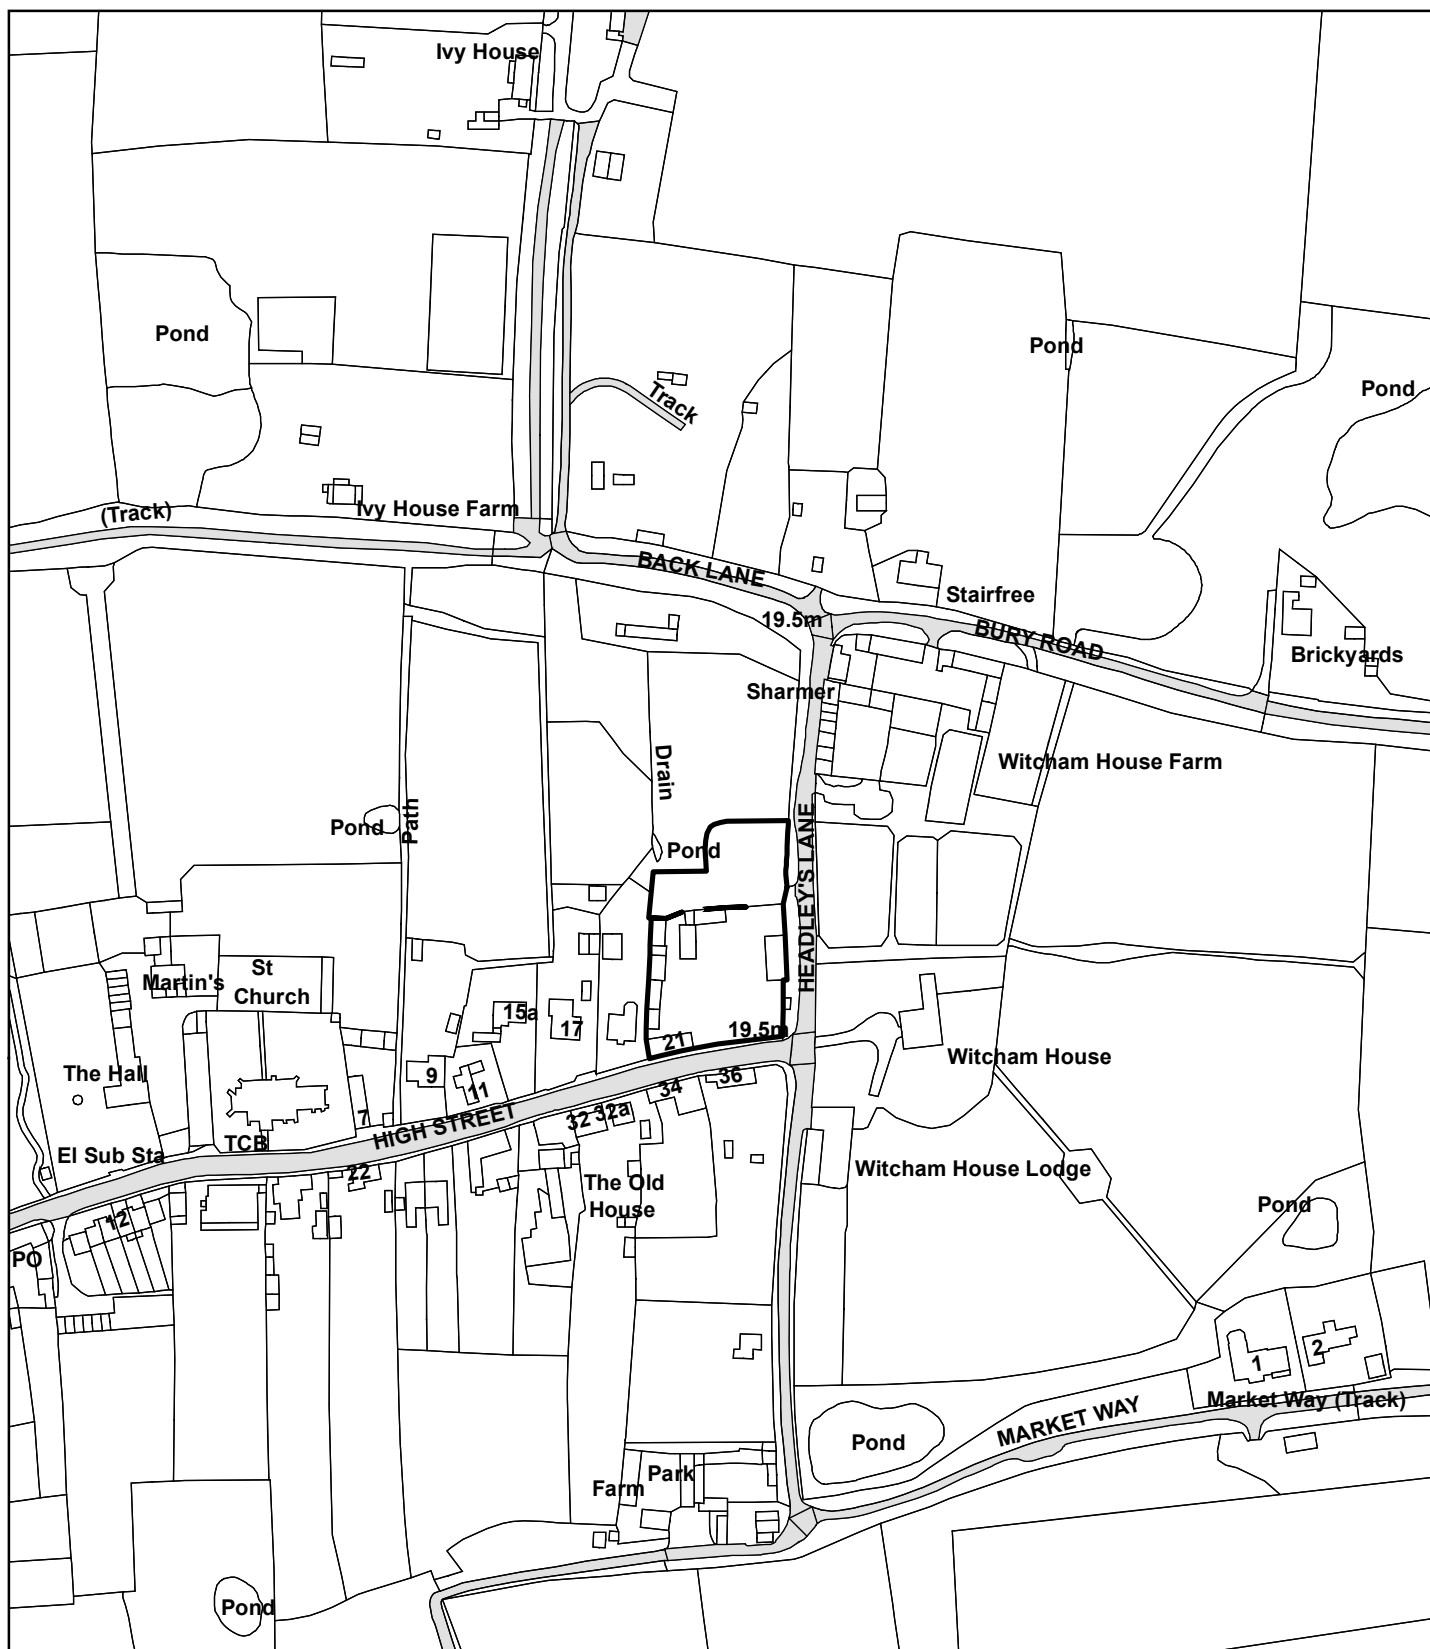 Ivy House
Pond
Pond
Pond
Track
(Track)
Ivy House Farm
BACK LANE
Stairfree
19.5m
BURY ROAD
Brickyards
Sharmer
Drain
Witcham House Farm
Path
Pond
Pond
HEADLEY'S LANE
St
Martin's
Church
15a
17
21
19.5m
Witcham House
The Hall
9
11
34
36
7
32
32a
HIGH STREET
TCB
El Sub Sta
22
Witcham House Lodge
The Old
House
Pond
12
PO
1
2
Market Way (Track)
MARKET WAY
Pond
Park
Farm
Pond